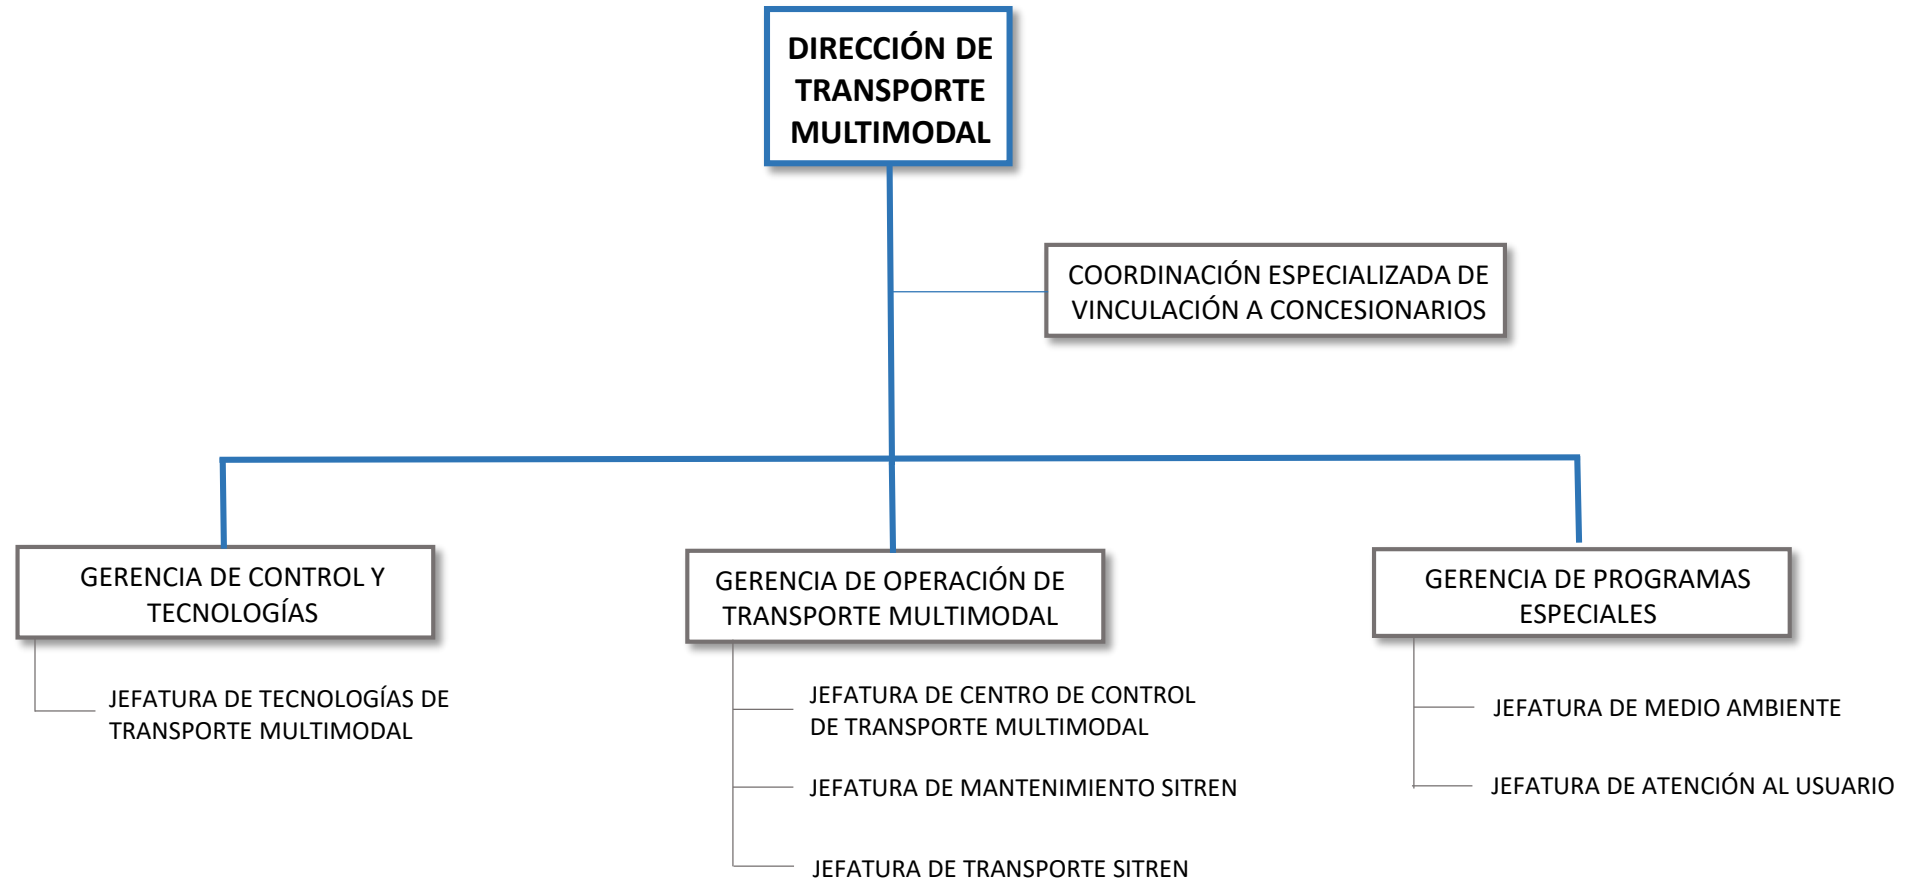 DIRECCIÓN DE
TRANSPORTE
MULTIMODAL
COORDINACIÓN ESPECIALIZADA DE
VINCULACIÓN A CONCESIONARIOS
GERENCIA DE CONTROL Y
TECNOLOGÍAS
JEFATURA DE TECNOLOGÍAS DE
TRANSPORTE MULTIMODAL
GERENCIA DE OPERACIÓN DE
TRANSPORTE MULTIMODAL
JEFATURA DE CENTRO DE CONTROL
DE TRANSPORTE MULTIMODAL
JEFATURA DE MANTENIMIENTO SITREN
JEFATURA DE TRANSPORTE SITREN
GERENCIA DE PROGRAMAS
ESPECIALES
JEFATURA DE MEDIO AMBIENTE
JEFATURA DE ATENCIÓN AL USUARIO